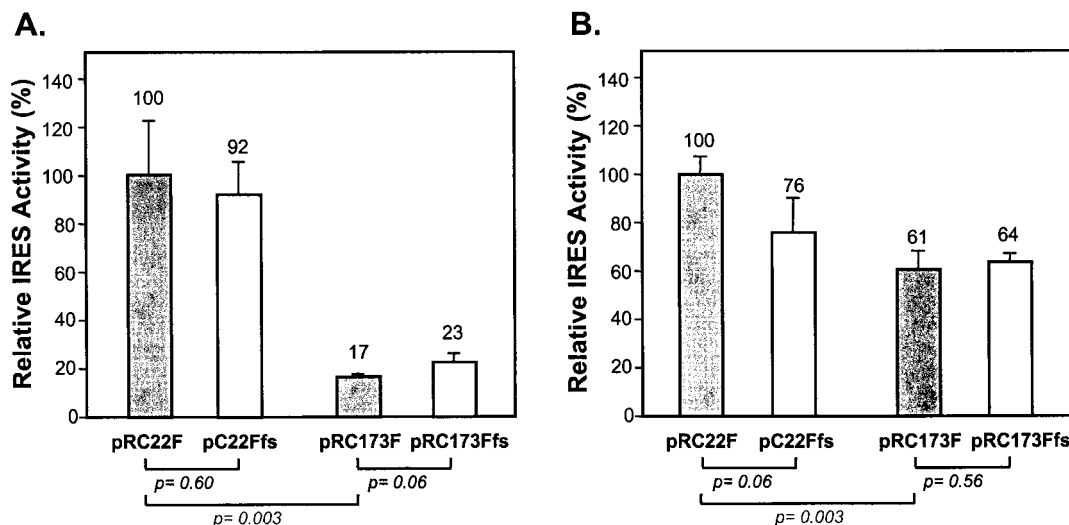 A.
Relative IRES Activity (%)
140
120
100
80
60
40
20
0
100
92
17
23
pRC22F pC22Ffs pRC173F pRC173Ffs
p= 0.60 p= 0.06
p= 0.003
B.
Relative IRES Activity (%)
140
120
100
80
60
40
20
0
100
76
61
64
pRC22F pC22Ffs pRC173F pRC173Ffs
p= 0.06 p= 0.56
p= 0.003